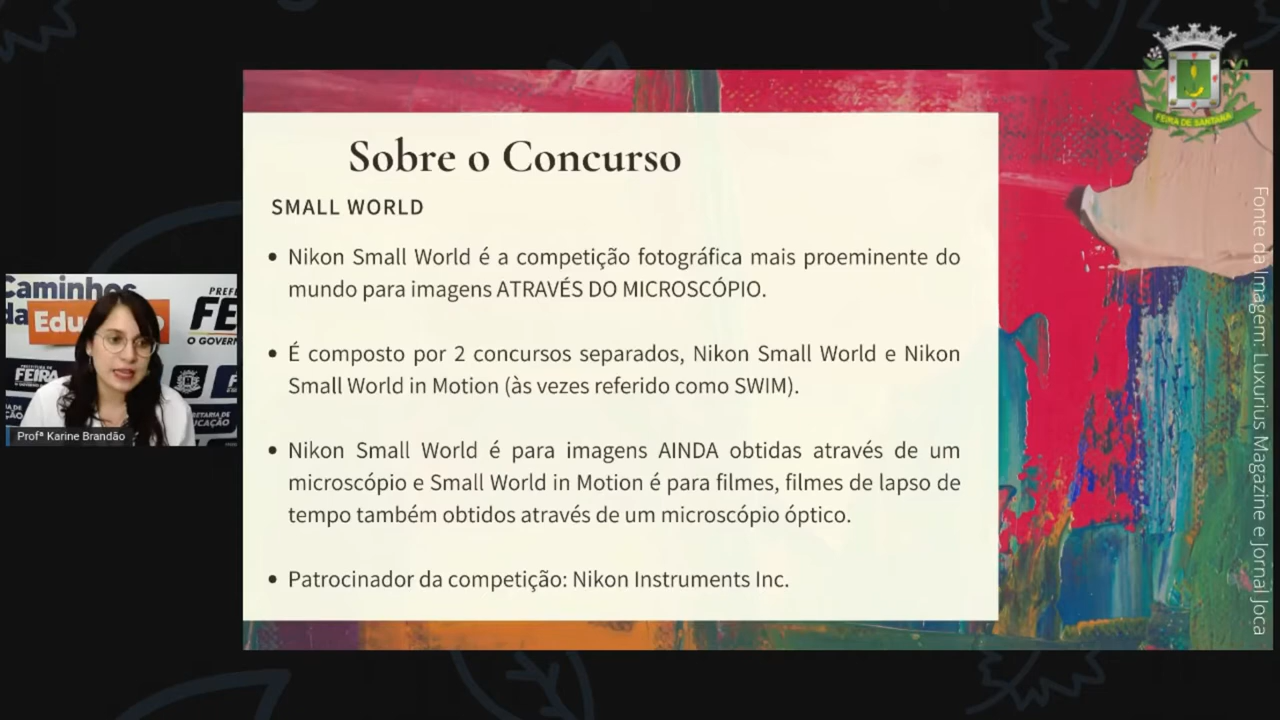 FEIRA DE SANTANA
Sobre o Concurso
SMALL WORLD
• Nikon Small World é a competição fotográfica mais proeminente do
mundo para imagens ATRAVÉS DO MICROSCÓPIO.
• É composto por 2 concursos separados, Nikon Small World e Nikon
Small World in Motion (às vezes referido como SWIM).
• Nikon Small World é para imagens AINDA obtidas através de um
microscópio e Small World in Motion é para filmes, filmes de lapso de
tempo também obtidos através de um microscópio óptico.
• Patrocinador da competição: Nikon Instruments Inc.
Fonte da Imagem: Luxurius Magazine e Jornal Joca
Caminhos
da Edu
PREFE
FE
O GOVER
FEIRA
Profª Karine Brandão